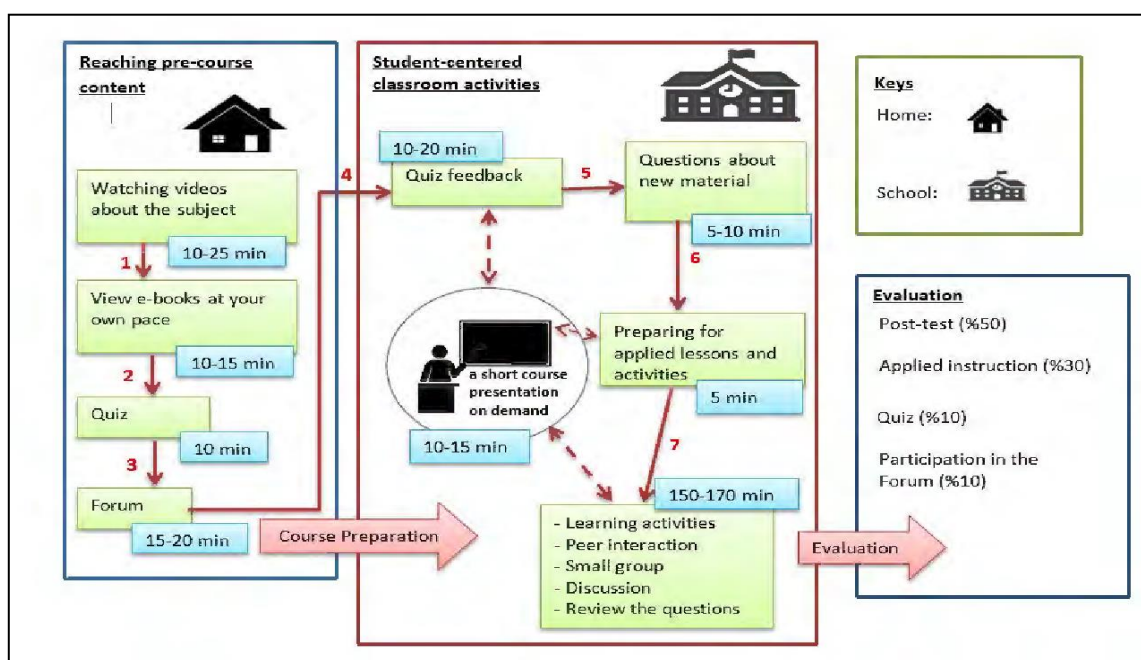 Reaching pre-course
content
Watching videos
about the subject
10-25 min
1
View e-books at your
own pace
10-15 min
2
Quiz
10 min
3
Forum
15-20 min
4
Course Preparation
Student-centered
classroom activities
10-20 min
Quiz feedback
5
Questions about
new material
5-10 min
6
Preparing for
applied lessons and
activities
5 min
a short course
presentation
on demand
10-15 min
7
150-170 min
- Learning activities
- Peer interaction
- Small group
- Discussion
- Review the questions
Evaluation
Keys
Home:
School:
Evaluation
Post-test (%50)
Applied instruction (%30)
Quiz (%10)
Participation in the
Forum (%10)